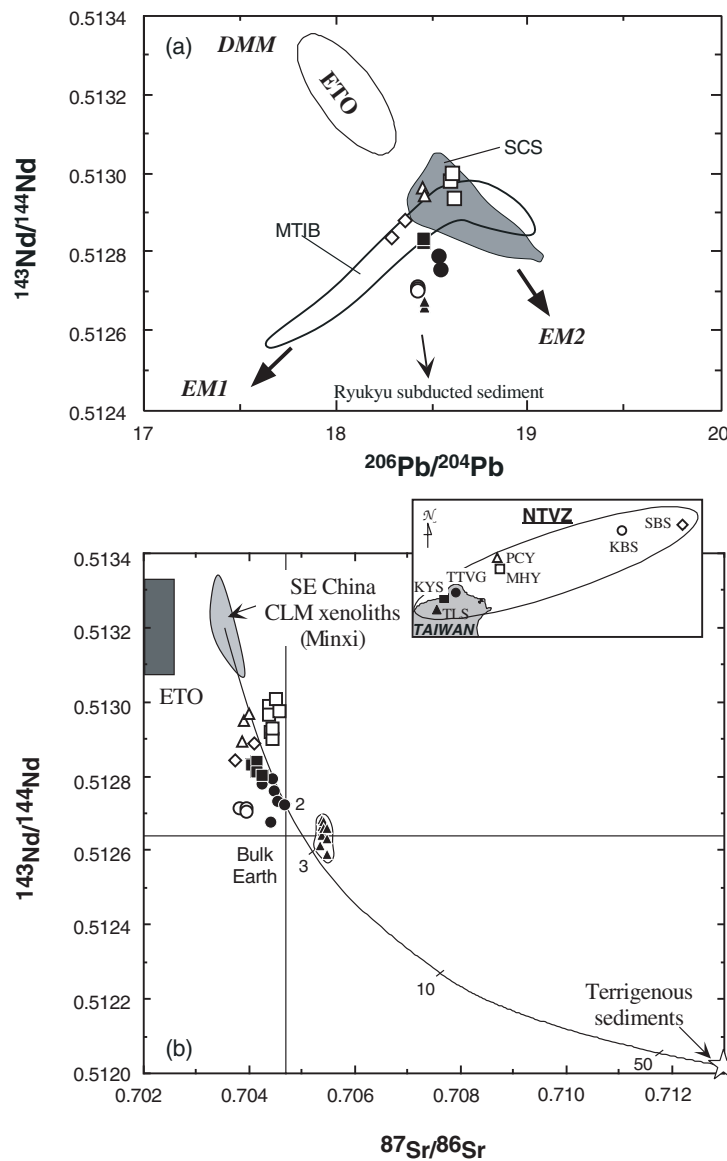 0.5134
DMM
(a)
ETO
0.5132
SCS
0.5130
143Nd/144Nd
0.5128
MTIB
0.5126
EM2
EM1
Ryukyu subducted sediment
0.5124
17
18
19
20
206Pb/204Pb
N
NTVZ
SBS
KBS
PCY
MHY
KYS
TTVG
TLS
TAIWAN
0.5134
SE China
CLM xenoliths
(Minxi)
0.5132
ETO
0.5130
143Nd/144Nd
0.5128
2
0.5126
Bulk
Earth
3
0.5124
0.5122
10
Terrigenous
sediments
50
(b)
0.5120
0.702
0.704
0.706
0.708
0.710
0.712
87Sr/86Sr